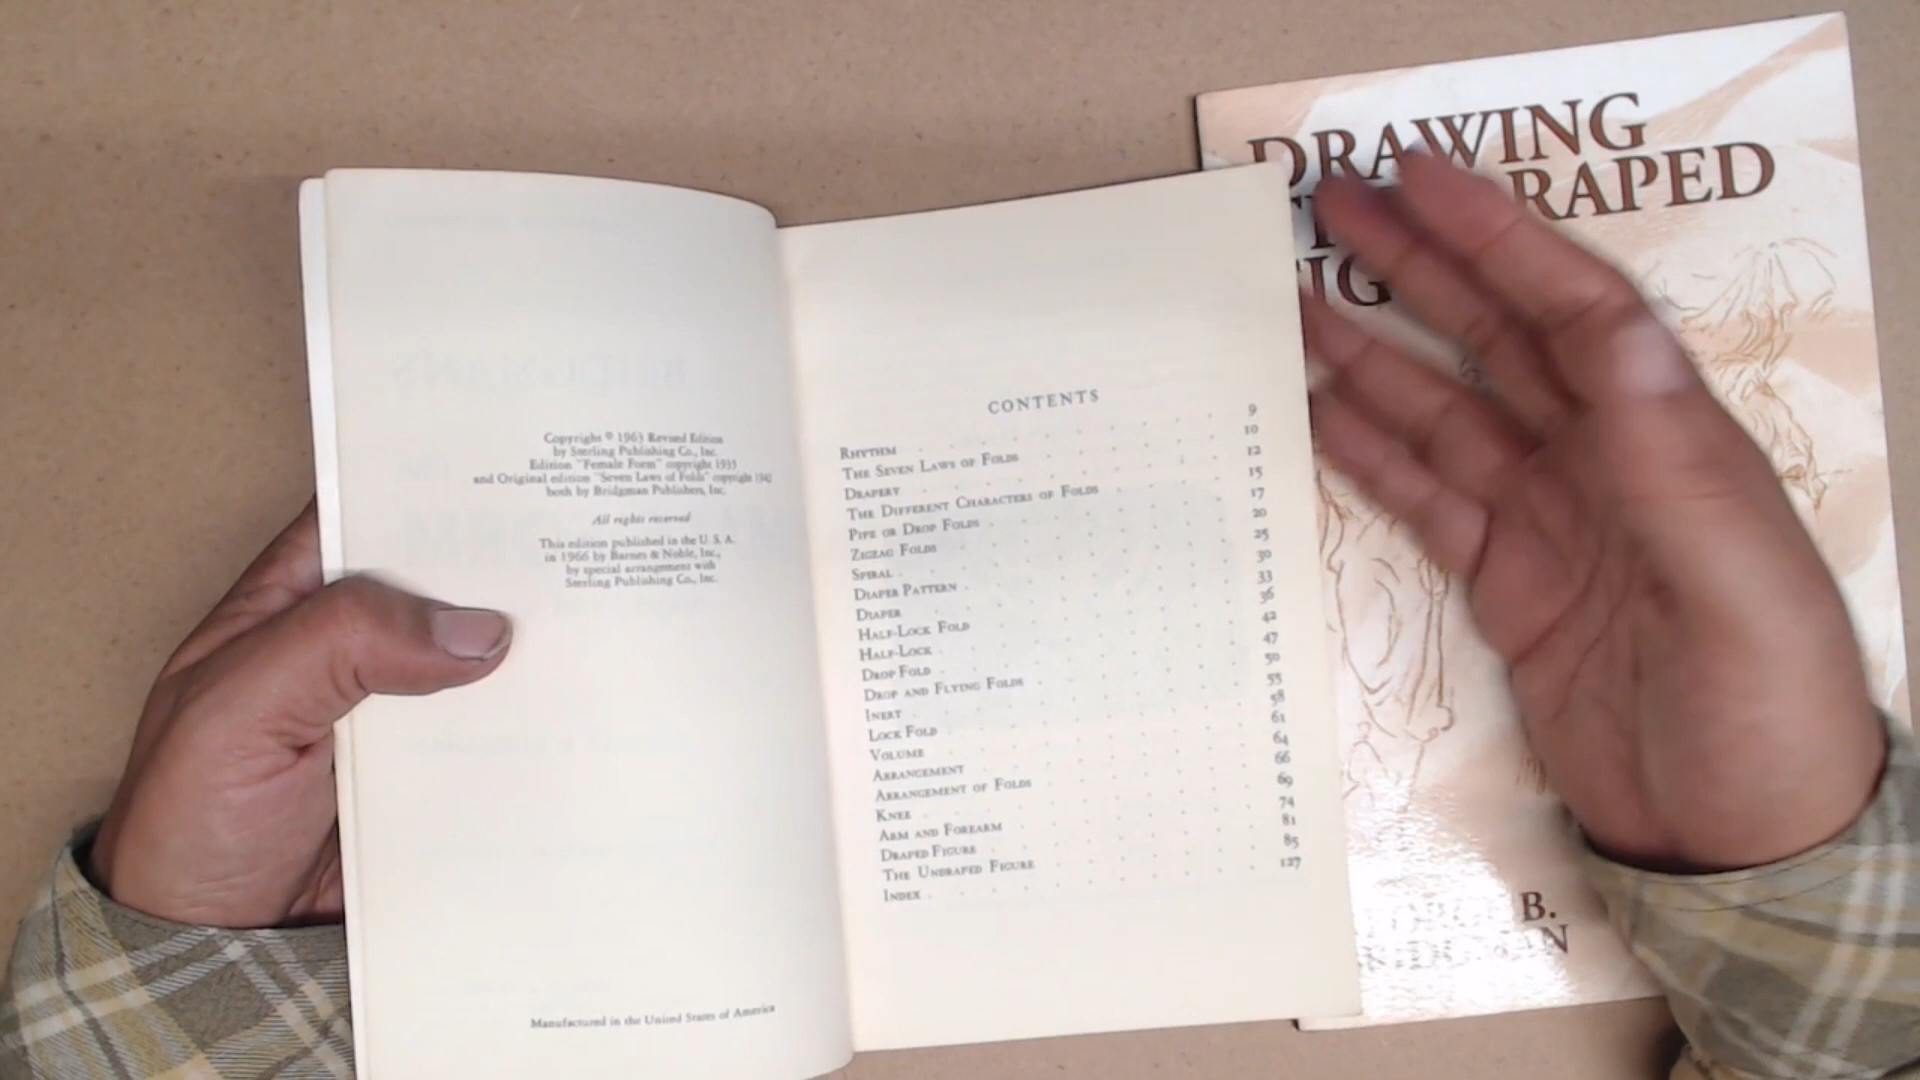 Copyright © 1963 Revised Edition
by Sterling Publishing Co., Inc.
Edition "Female Form" copyright 1935
and Original edition "Seven Laws of Folds" copyright 1942
both by Bridgman Publishers, Inc.
All rights reserved
This edition published in the U. S. A.
in 1966 by Barnes & Noble, Inc.,
by special arrangement with
Sterling Publishing Co., Inc.
Manufactured in the United States of America
CONTENTS
RHYTHM . . . 9
THE SEVEN LAWS OF FOLDS . . . 10
DRAPERY . . . 12
THE DIFFERENT CHARACTERS OF FOLDS . . . 15
PIPE OR DROP FOLDS . . . 17
ZIGZAG FOLDS . . . 20
SPIRAL . . . 25
DIAPER PATTERN . . . 30
DIAPER . . . 33
HALF-LOCK FOLD . . . 36
HALF-LOCK . . . 42
DROP FOLD . . . 47
DROP AND FLYING FOLDS . . . 50
INERT . . . 55
LOCK FOLD . . . 58
VOLUME . . . 61
ARRANGEMENT . . . 64
ARRANGEMENT OF FOLDS . . . 66
KNEE . . . 69
ARM AND FOREARM . . . 74
DRAPED FIGURE . . . 81
THE UNDRAPED FIGURE . . . 85
INDEX . . . 127
DRAWING
RAPED
IG
B.
N